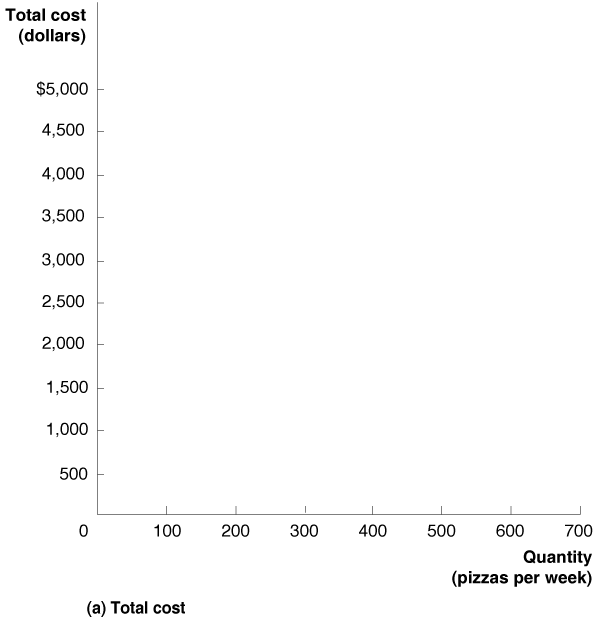 Total cost
(dollars)
$5,000
4,500
4,000
3,500
3,000
2,500
2,000
1,500
1,000
500
0 100 200 300 400 500 600 700
Quantity
(pizzas per week)
(a) Total cost